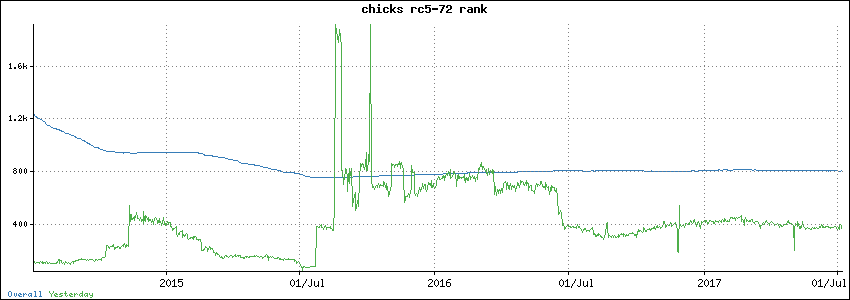 chicks rc5-72 rank
1.6k
1.2k
800
400
2015 01/Jul 2016 01/Jul 2017 01/Jul
Overall Yesterday